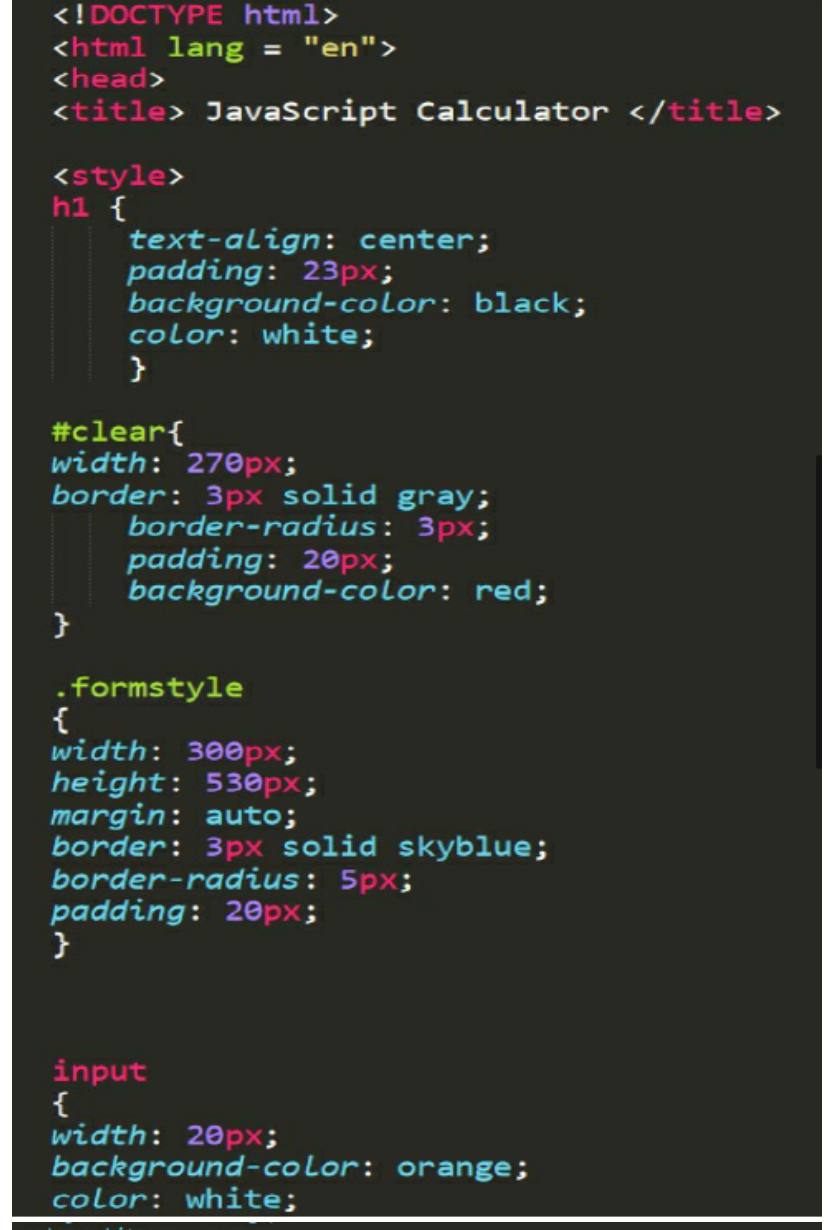 <!DOCTYPE html>
<html lang = "en">
<head>
<title> JavaScript Calculator </title>
<style>
h1 {
text-align: center;
padding: 23px;
background-color: black;
color: white;
}
#clear{
width: 270px;
border: 3px solid gray;
border-radius: 3px;
padding: 20px;
background-color: red;
}
.formstyle
{
width: 300px;
height: 530px;
margin: auto;
border: 3px solid skyblue;
border-radius: 5px;
padding: 20px;
}
input
{
width: 20px;
background-color: orange;
color: white;